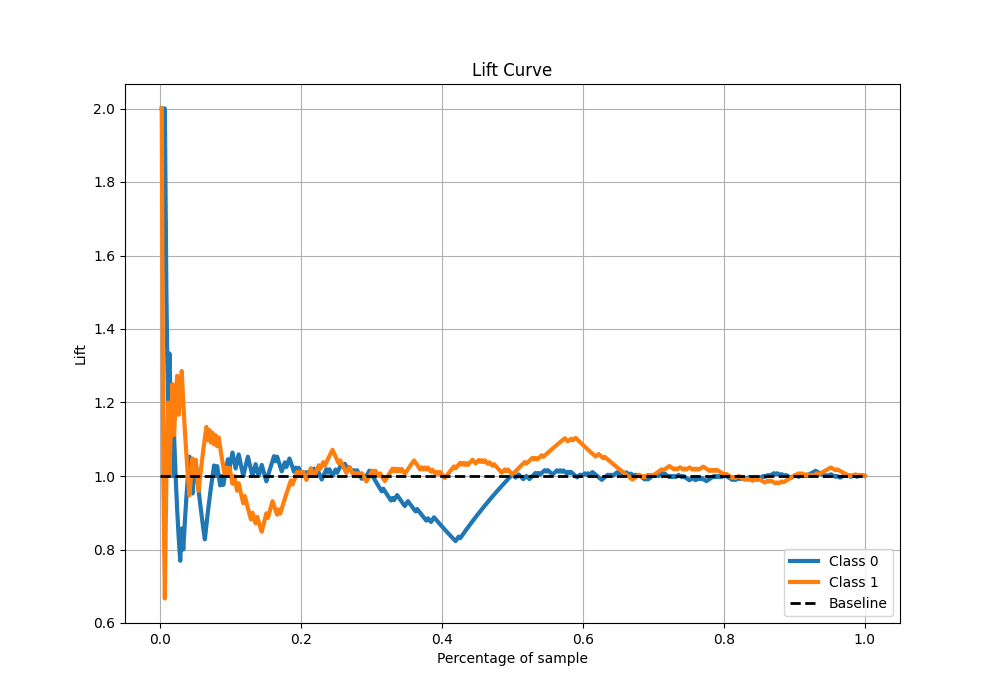 Lift Curve
2.0
1.8
1.6
1.4
1.2
1.0
0.8
0.6
Lift
0.0 0.2 0.4 0.6 0.8 1.0
Percentage of sample
Class 0
Class 1
Baseline